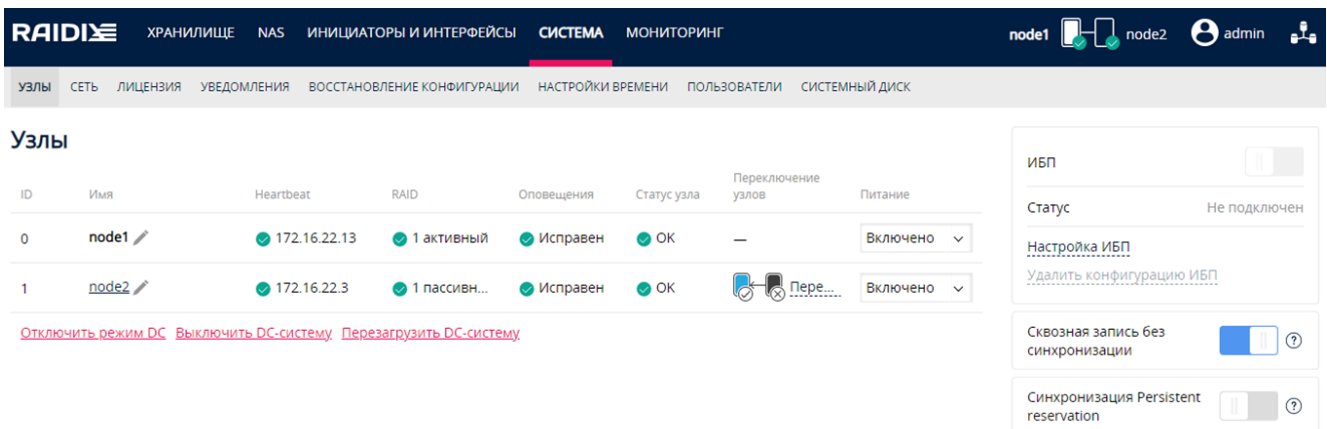 RAIDIX ХРАНИЛИЩЕ NAS ИНИЦИАТОРЫ И ИНТЕРФЕЙСЫ СИСТЕМА МОНИТОРИНГ node1 node2 admin
УЗЛЫ СЕТЬ ЛИЦЕНЗИЯ УВЕДОМЛЕНИЯ ВОССТАНОВЛЕНИЕ КОНФИГУРАЦИИ НАСТРОЙКИ ВРЕМЕНИ ПОЛЬЗОВАТЕЛИ СИСТЕМНЫЙ ДИСК
Узлы
ID Имя Heartbeat RAID Оповещения Статус узла Переключение узлов Питание
0 node1 172.16.22.13 1 активный Исправен OK — Включено
1 node2 172.16.22.3 1 пассивн... Исправен OK Пере... Включено
Отключить режим DC Выключить DC-систему Перезагрузить DC-систему
ИБП
Статус Не подключен
Настройка ИБП
Удалить конфигурацию ИБП
Сквозная запись без
синхронизации ?
Синхронизация Persistent
reservation ?